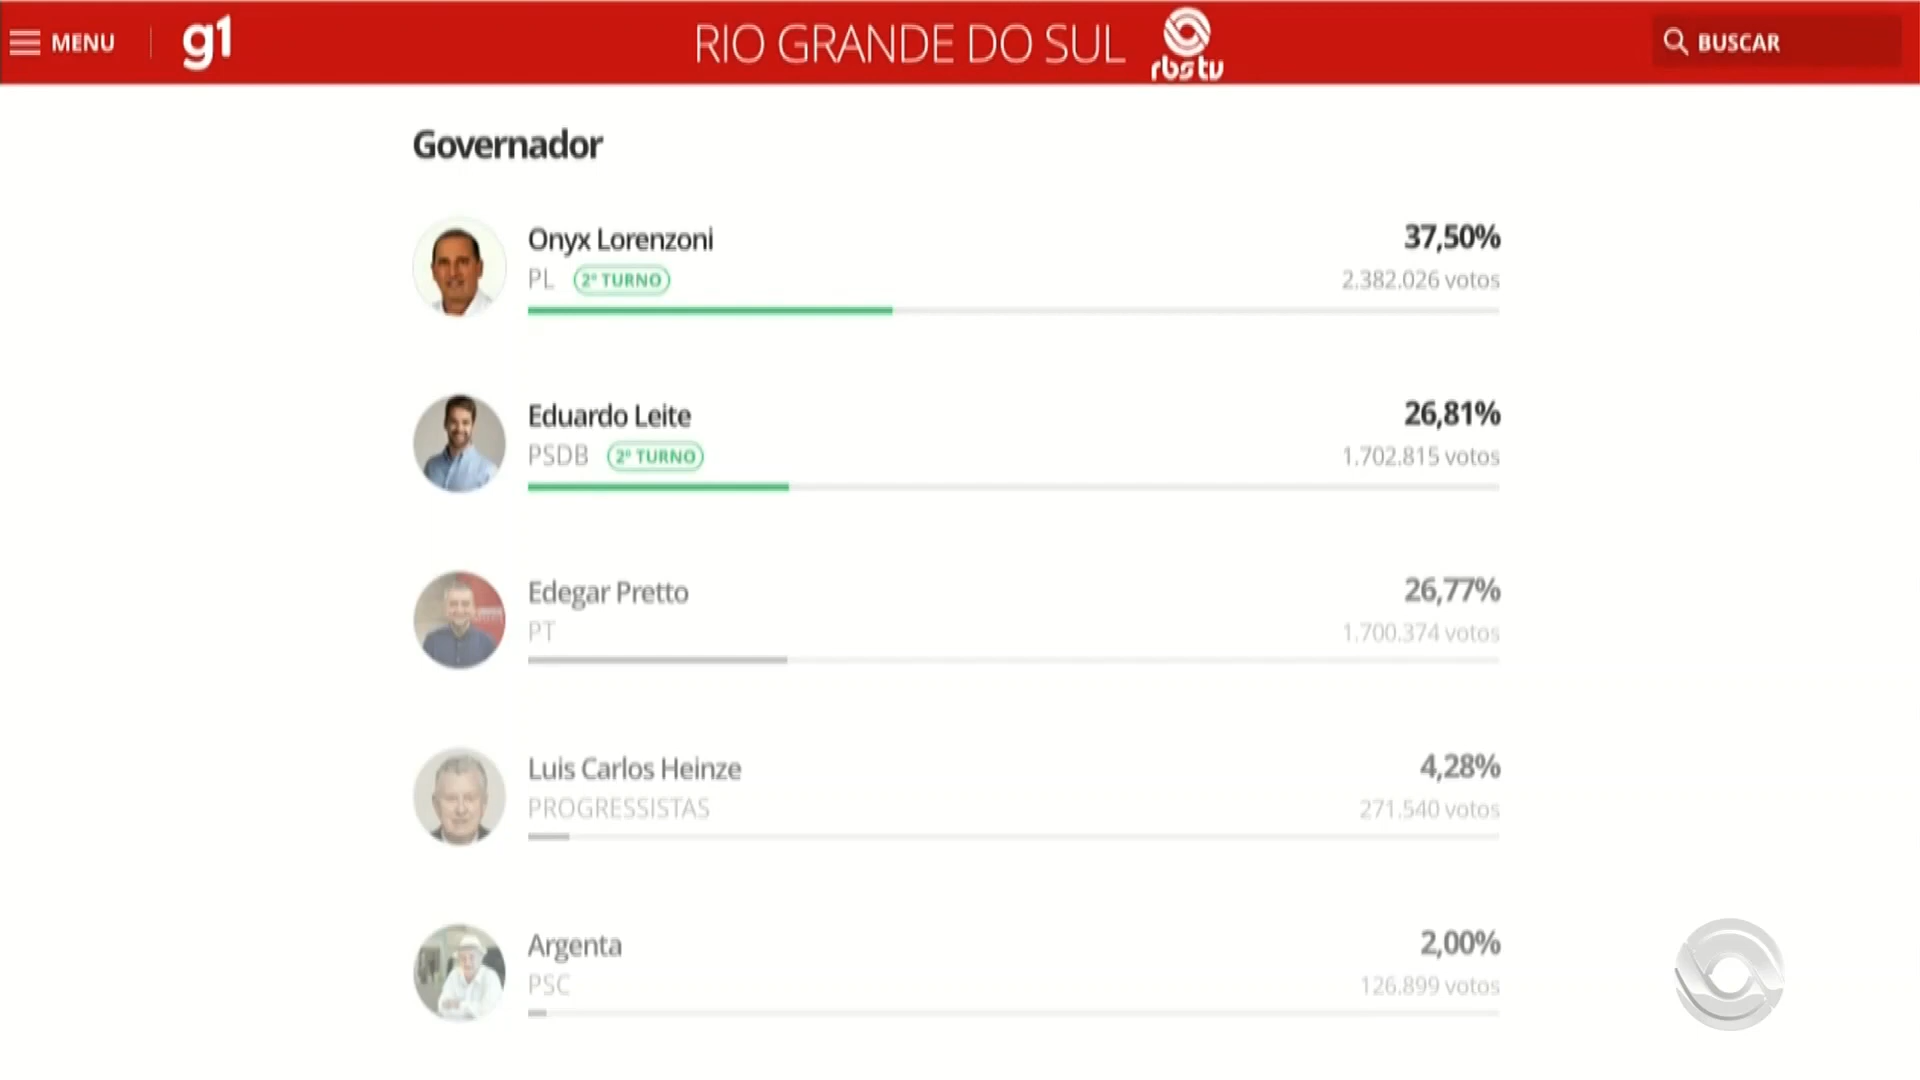 MENU
g1
RIO GRANDE DO SUL
rbs tv
BUSCAR
Governador
Onyx Lorenzoni
37,50%
PL
2º TURNO
2.382.026 votos
Eduardo Leite
26,81%
PSDB
2º TURNO
1.702.815 votos
Edegar Pretto
26,77%
PT
1.700.374 votos
Luis Carlos Heinze
4,28%
PROGRESSISTAS
271.540 votos
Argenta
2,00%
PSC
126.899 votos